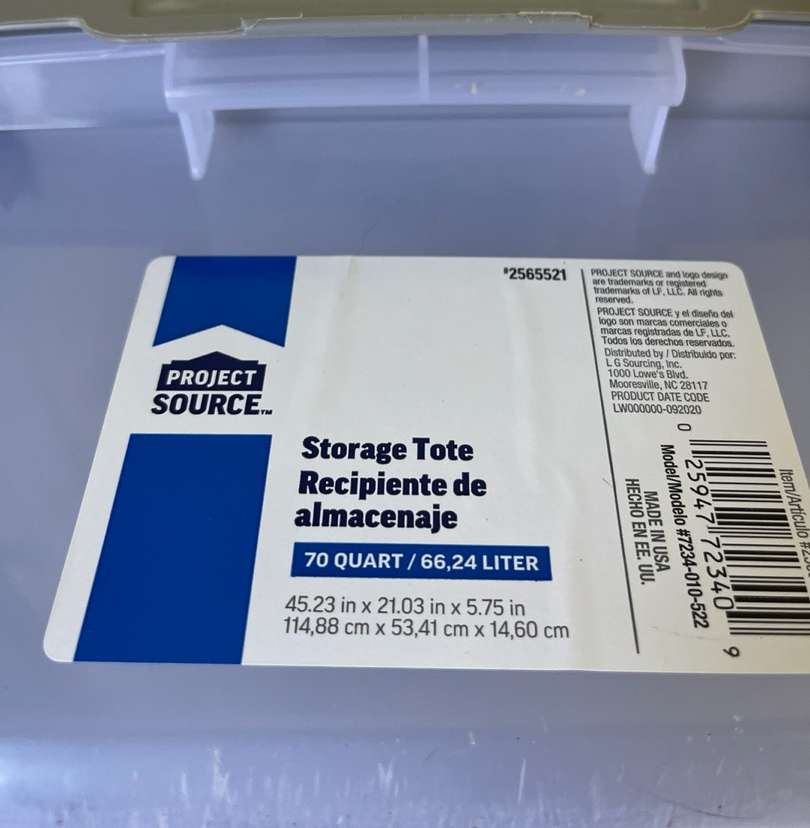 #2565521
PROJECT
SOURCE™
Storage Tote
Recipiente de
almacenaje
70 QUART / 66,24 LITER
45.23 in x 21.03 in x 5.75 in
114,88 cm x 53,41 cm x 14,60 cm
PROJECT SOURCE and logo design
are trademarks or registered
trademarks of LF, LLC. All rights
reserved.
PROJECT SOURCE y el diseño del
logo son marcas comerciales o
marcas registradas de LF, LLC.
Todos los derechos reservados.
Distributed by / Distribuido por:
L G Sourcing, Inc.
1000 Lowe's Blvd.
Mooresville, NC 28117
PRODUCT DATE CODE
LW000000-092020
Item/Artículo
0 25947 72340 9
Model/Modelo #7234-010-522
MADE IN USA
HECHO EN EE. UU.